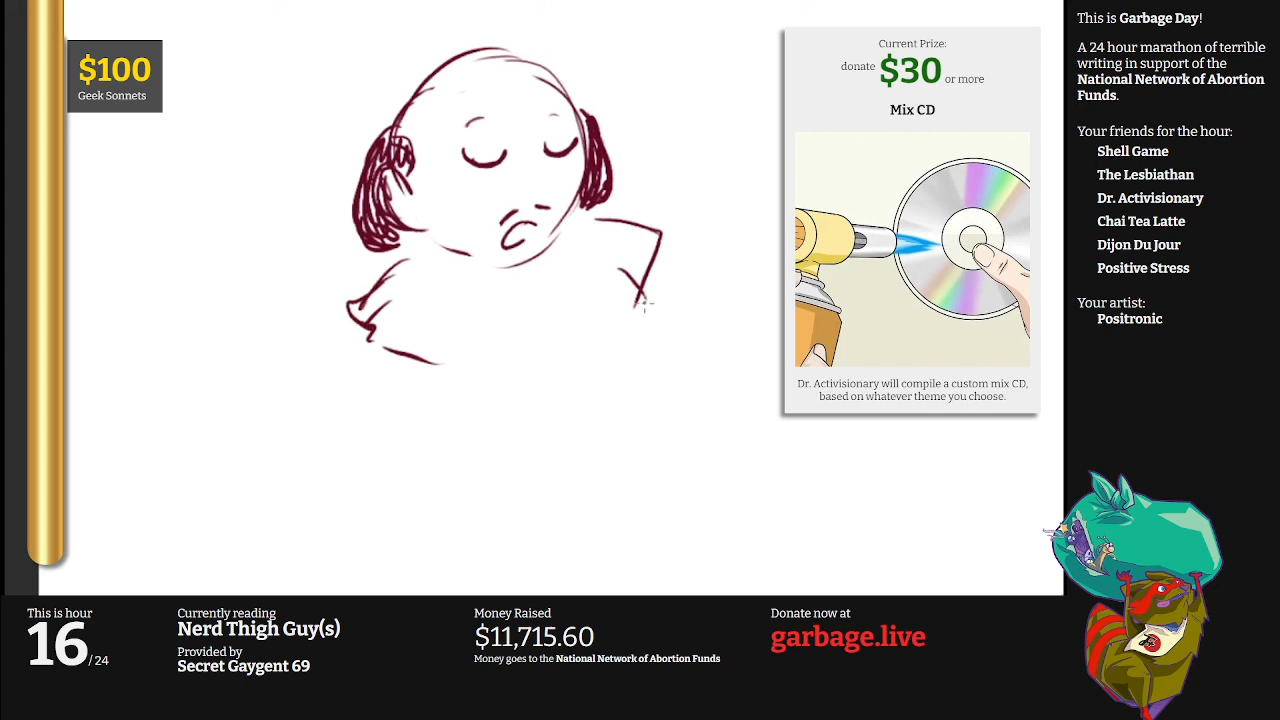 $100
Geek Sonnets
Current Prize:
donate $30 or more
Mix CD
Dr. Activisionary will compile a custom mix CD,
based on whatever theme you choose.
This is Garbage Day!
A 24 hour marathon of terrible
writing in support of the
National Network of Abortion
Funds.
Your friends for the hour:
Shell Game
The Lesbiathan
Dr. Activisionary
Chai Tea Latte
Dijon Du Jour
Positive Stress
Your artist:
Positronic
This is hour
16/24
Currently reading
Nerd Thigh Guy(s)
Provided by
Secret Gaygent 69
Money Raised
$11,715.60
Money goes to the National Network of Abortion Funds
Donate now at
garbage.live